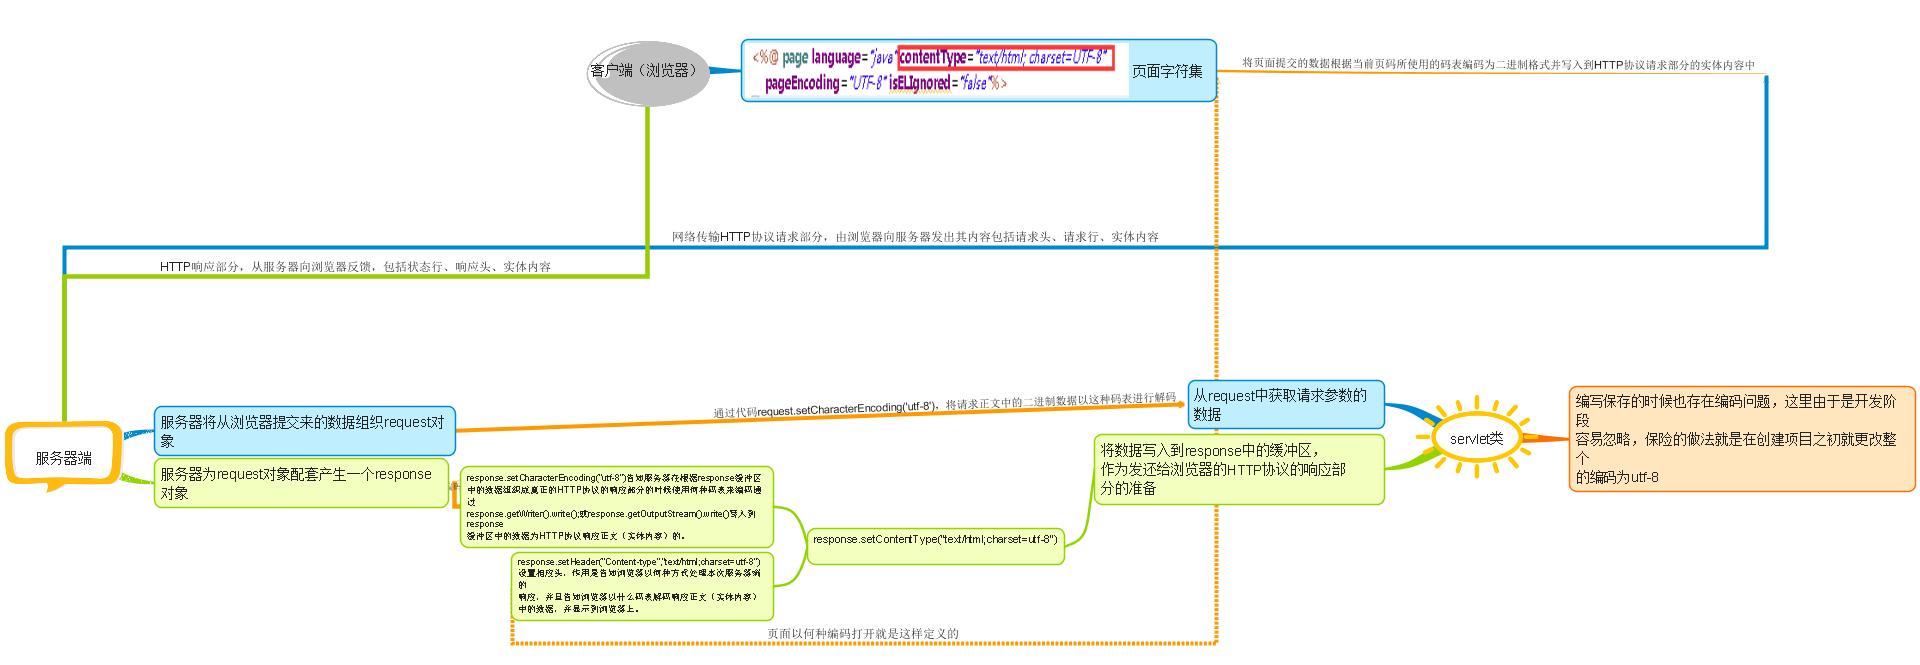 客户端（浏览器）
<%@ page language="java" contentType="text/html; charset=UTF-8"
pageEncoding="UTF-8" isELIgnored="false"%>
页面字符集
将页面提交的数据根据当前页码所使用的码表编码为二进制格式并写入到HTTP协议请求部分的实体内容中
网络传输HTTP协议请求部分，由浏览器向服务器发出其内容包括请求头、请求行、实体内容
HTTP响应部分，从服务器向浏览器反馈，包括状态行、响应头、实体内容
服务器端
服务器将从浏览器提交来的数据组织request对
象
通过代码request.setCharacterEncoding('utf-8')，将请求正文中的二进制数据以这种码表进行解码
从request中获取请求参数的
数据
servlet类
编写保存的时候也存在编码问题，这里由于是开发阶
段
容易忽略，保险的做法就是在创建项目之初就更改整
个
的编码为utf-8
服务器为request对象配套产生一个response
对象
将数据写入到response中的缓冲区，
作为发还给浏览器的HTTP协议的响应部
分的准备
response.setContentType("text/html;charset=utf-8")
response.setCharacterEncoding("utf-8")告知服务器在根据response缓冲区
中的数据组织成真正的HTTP协议的响应部分的时候使用何种码表来编码通
过
response.getWriter().write();或response.getOutputStream().write()写入到
response
缓冲区中的数据为HTTP协议响应正文（实体内容）的。
response.setHeader("Content-type","text/html;charset=utf-8")
设置相应头，作用是告知浏览器以何种方式处理本次服务器端
的
响应，并且告知浏览器以什么码表解码响应正文（实体内容）
中的数据，并显示到浏览器上。
页面以何种编码打开就是这样定义的